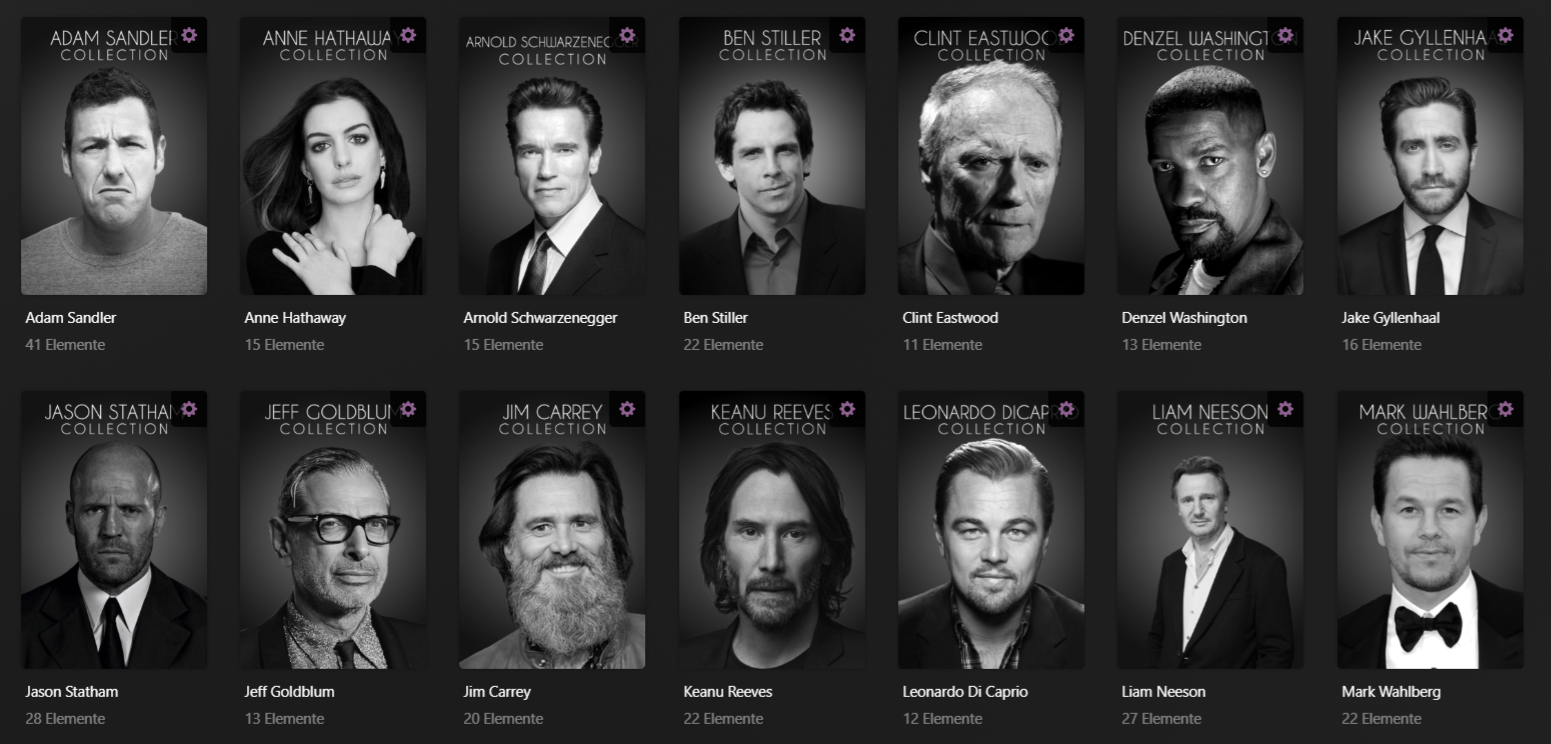 ADAM SANDLER
COLLECTION
ANNE HATHAWA
COLLECTION
ARNOLD SCHWARZENEGGER
COLLECTION
BEN STILLER
COLLECTION
CLINT EASTWOO
COLLECTION
DENZEL WASHINGTON
COLLECTION
JAKE GYLLENHAAL
COLLECTION
Adam Sandler
Anne Hathaway
Arnold Schwarzenegger
Ben Stiller
Clint Eastwood
Denzel Washington
Jake Gyllenhaal
41 Elemente
15 Elemente
15 Elemente
22 Elemente
11 Elemente
13 Elemente
16 Elemente
JASON STATHAM
COLLECTION
JEFF GOLDBLUM
COLLECTION
JIM CARREY
COLLECTION
KEANU REEVES
COLLECTION
LEONARDO DICAPRIO
COLLECTION
LIAM NEESON
COLLECTION
MARK WAHLBERG
COLLECTION
Jason Statham
Jeff Goldblum
Jim Carrey
Keanu Reeves
Leonardo Di Caprio
Liam Neeson
Mark Wahlberg
28 Elemente
13 Elemente
20 Elemente
22 Elemente
12 Elemente
27 Elemente
22 Elemente